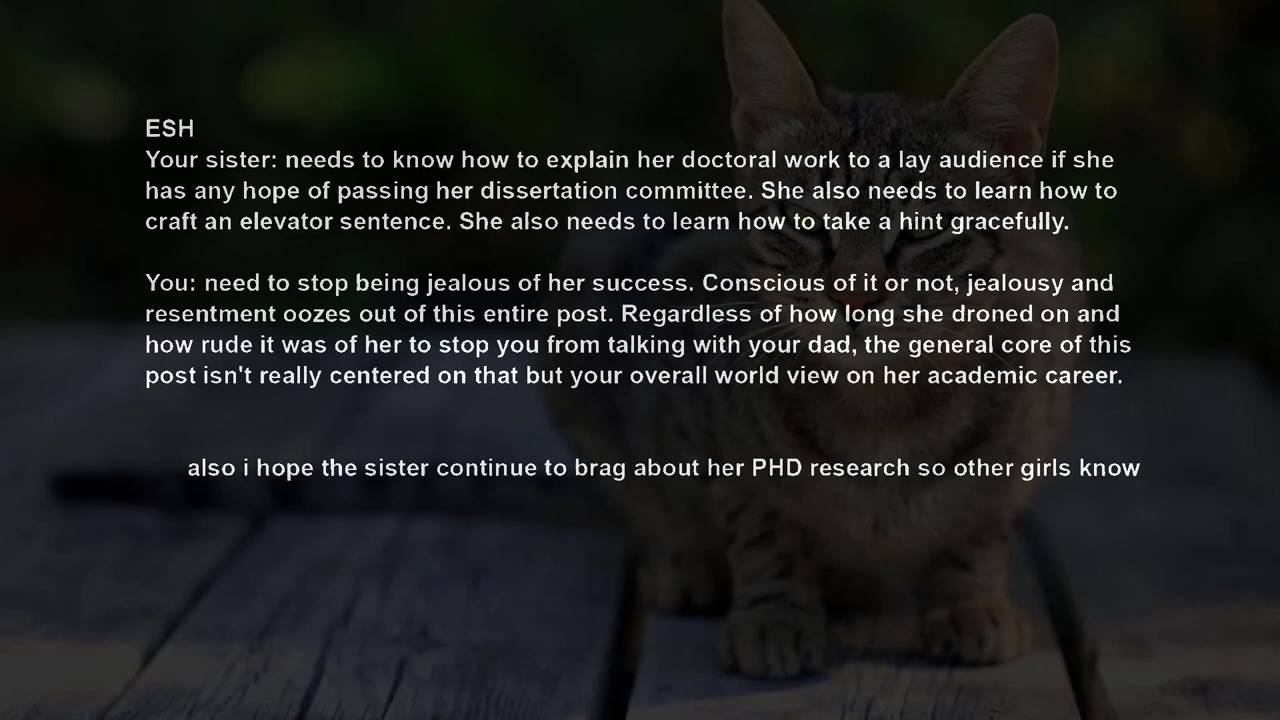 ESH
Your sister: needs to know how to explain her doctoral work to a lay audience if she
has any hope of passing her dissertation committee. She also needs to learn how to
craft an elevator sentence. She also needs to learn how to take a hint gracefully.
You: need to stop being jealous of her success. Conscious of it or not, jealousy and
resentment oozes out of this entire post. Regardless of how long she droned on and
how rude it was of her to stop you from talking with your dad, the general core of this
post isn't really centered on that but your overall world view on her academic career.
also i hope the sister continue to brag about her PHD research so other girls know